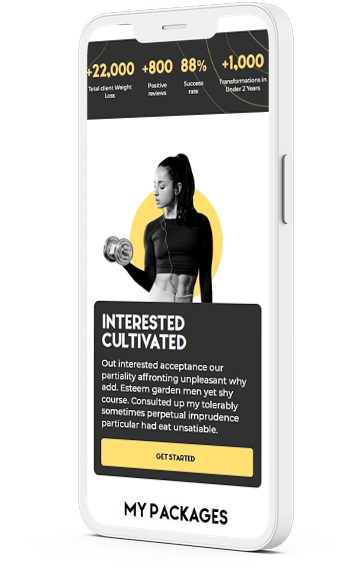 +22,000 +800 88% +1,000
Total client Weight Loss
Positive reviews
Success rate
Transformations in Under 2 Years
INTERESTED
CULTIVATED
Out interested acceptance our
partiality affronting unpleasant why
add. Esteem garden men yet shy
course. Consulted up my tolerably
sometimes perpetual imprudence
particular had eat unsatiable.
GET STARTED
MY PACKAGES